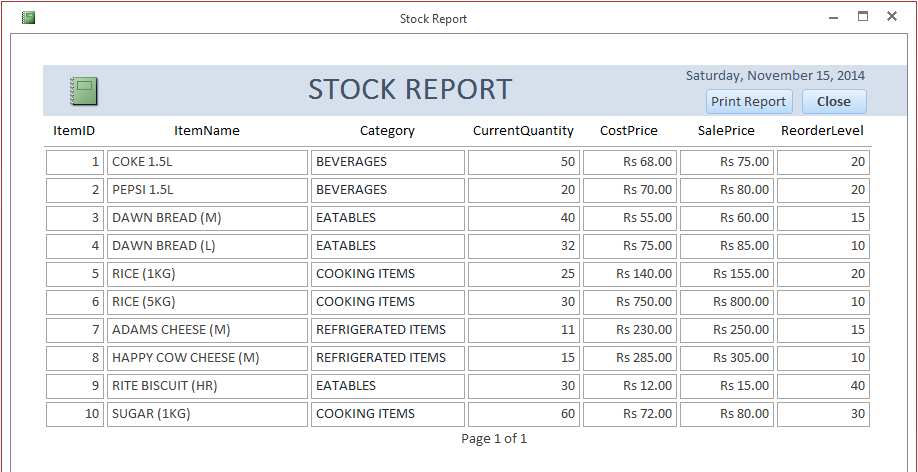 Stock Report
Saturday, November 15, 2014
STOCK REPORT
Print Report Close
ItemID ItemName Category CurrentQuantity CostPrice SalePrice ReorderLevel
1 COKE 1.5L BEVERAGES 50 Rs 68.00 Rs 75.00 20
2 PEPSI 1.5L BEVERAGES 20 Rs 70.00 Rs 80.00 20
3 DAWN BREAD (M) EATABLES 40 Rs 55.00 Rs 60.00 15
4 DAWN BREAD (L) EATABLES 32 Rs 75.00 Rs 85.00 10
5 RICE (1KG) COOKING ITEMS 25 Rs 140.00 Rs 155.00 20
6 RICE (5KG) COOKING ITEMS 30 Rs 750.00 Rs 800.00 10
7 ADAMS CHEESE (M) REFRIGERATED ITEMS 11 Rs 230.00 Rs 250.00 15
8 HAPPY COW CHEESE (M) REFRIGERATED ITEMS 15 Rs 285.00 Rs 305.00 10
9 RITE BISCUIT (HR) EATABLES 30 Rs 12.00 Rs 15.00 40
10 SUGAR (1KG) COOKING ITEMS 60 Rs 72.00 Rs 80.00 30
Page 1 of 1